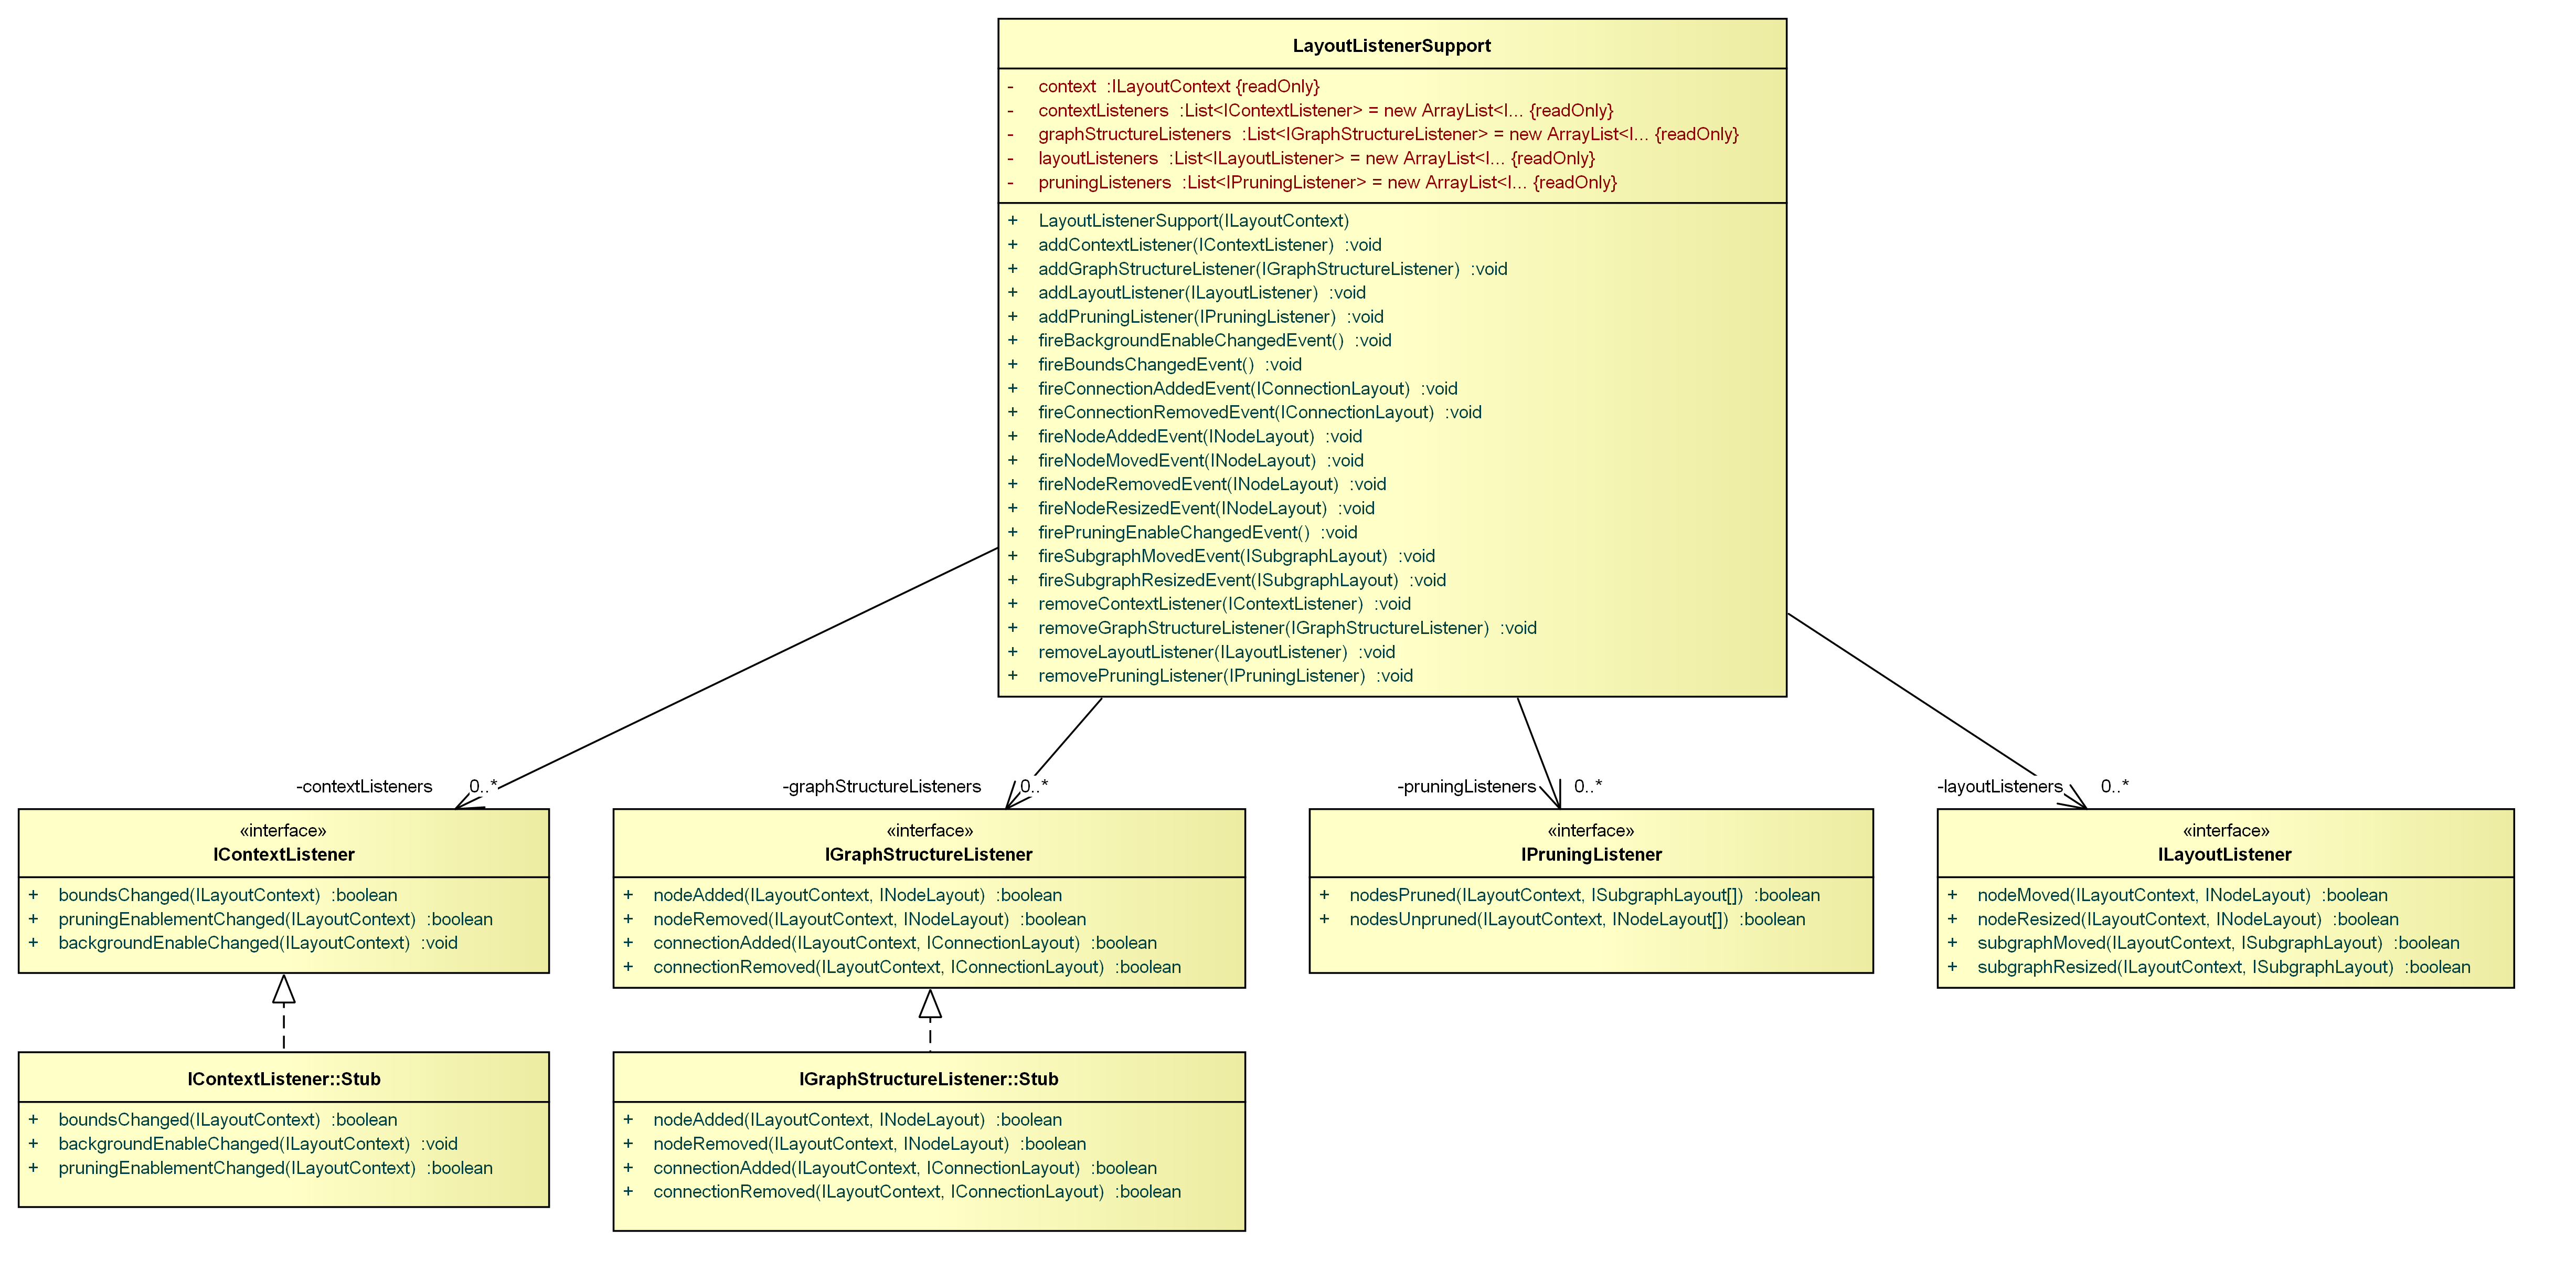 LayoutListenerSupport
- context :ILayoutContext {readOnly}
- contextListeners :List<IContextListener> = new ArrayList<I... {readOnly}
- graphStructureListeners :List<IGraphStructureListener> = new ArrayList<I... {readOnly}
- layoutListeners :List<ILayoutListener> = new ArrayList<I... {readOnly}
- pruningListeners :List<IPruningListener> = new ArrayList<I... {readOnly}
+ LayoutListenerSupport(ILayoutContext)
+ addContextListener(IContextListener) :void
+ addGraphStructureListener(IGraphStructureListener) :void
+ addLayoutListener(ILayoutListener) :void
+ addPruningListener(IPruningListener) :void
+ fireBackgroundEnableChangedEvent() :void
+ fireBoundsChangedEvent() :void
+ fireConnectionAddedEvent(IConnectionLayout) :void
+ fireConnectionRemovedEvent(IConnectionLayout) :void
+ fireNodeAddedEvent(INodeLayout) :void
+ fireNodeMovedEvent(INodeLayout) :void
+ fireNodeRemovedEvent(INodeLayout) :void
+ fireNodeResizedEvent(INodeLayout) :void
+ firePruningEnableChangedEvent() :void
+ fireSubgraphMovedEvent(ISubgraphLayout) :void
+ fireSubgraphResizedEvent(ISubgraphLayout) :void
+ removeContextListener(IContextListener) :void
+ removeGraphStructureListener(IGraphStructureListener) :void
+ removeLayoutListener(ILayoutListener) :void
+ removePruningListener(IPruningListener) :void
-contextListeners 0..*
-graphStructureListeners 0..*
-pruningListeners 0..*
-layoutListeners 0..*
«interface»
IContextListener
+ boundsChanged(ILayoutContext) :boolean
+ pruningEnablementChanged(ILayoutContext) :boolean
+ backgroundEnableChanged(ILayoutContext) :void
«interface»
IGraphStructureListener
+ nodeAdded(ILayoutContext, INodeLayout) :boolean
+ nodeRemoved(ILayoutContext, INodeLayout) :boolean
+ connectionAdded(ILayoutContext, IConnectionLayout) :boolean
+ connectionRemoved(ILayoutContext, IConnectionLayout) :boolean
«interface»
IPruningListener
+ nodesPruned(ILayoutContext, ISubgraphLayout[]) :boolean
+ nodesUnpruned(ILayoutContext, INodeLayout[]) :boolean
«interface»
ILayoutListener
+ nodeMoved(ILayoutContext, INodeLayout) :boolean
+ nodeResized(ILayoutContext, INodeLayout) :boolean
+ subgraphMoved(ILayoutContext, ISubgraphLayout) :boolean
+ subgraphResized(ILayoutContext, ISubgraphLayout) :boolean
IContextListener::Stub
+ boundsChanged(ILayoutContext) :boolean
+ backgroundEnableChanged(ILayoutContext) :void
+ pruningEnablementChanged(ILayoutContext) :boolean
IGraphStructureListener::Stub
+ nodeAdded(ILayoutContext, INodeLayout) :boolean
+ nodeRemoved(ILayoutContext, INodeLayout) :boolean
+ connectionAdded(ILayoutContext, IConnectionLayout) :boolean
+ connectionRemoved(ILayoutContext, IConnectionLayout) :boolean